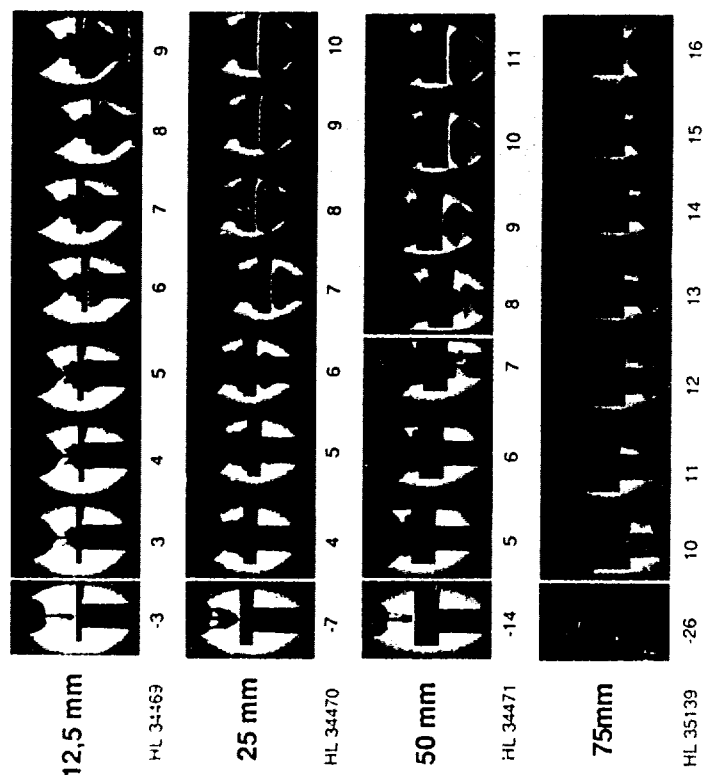 12,5 mm
HL 34469 -3 3 4 5 6 7 8 9
25 mm
HL 34470 -7 4 5 6 7 8 9 10
50 mm
HL 34471 -14 5 6 7 8 9 10 11
75mm
HL 35139 -26 10 11 12 13 14 15 16